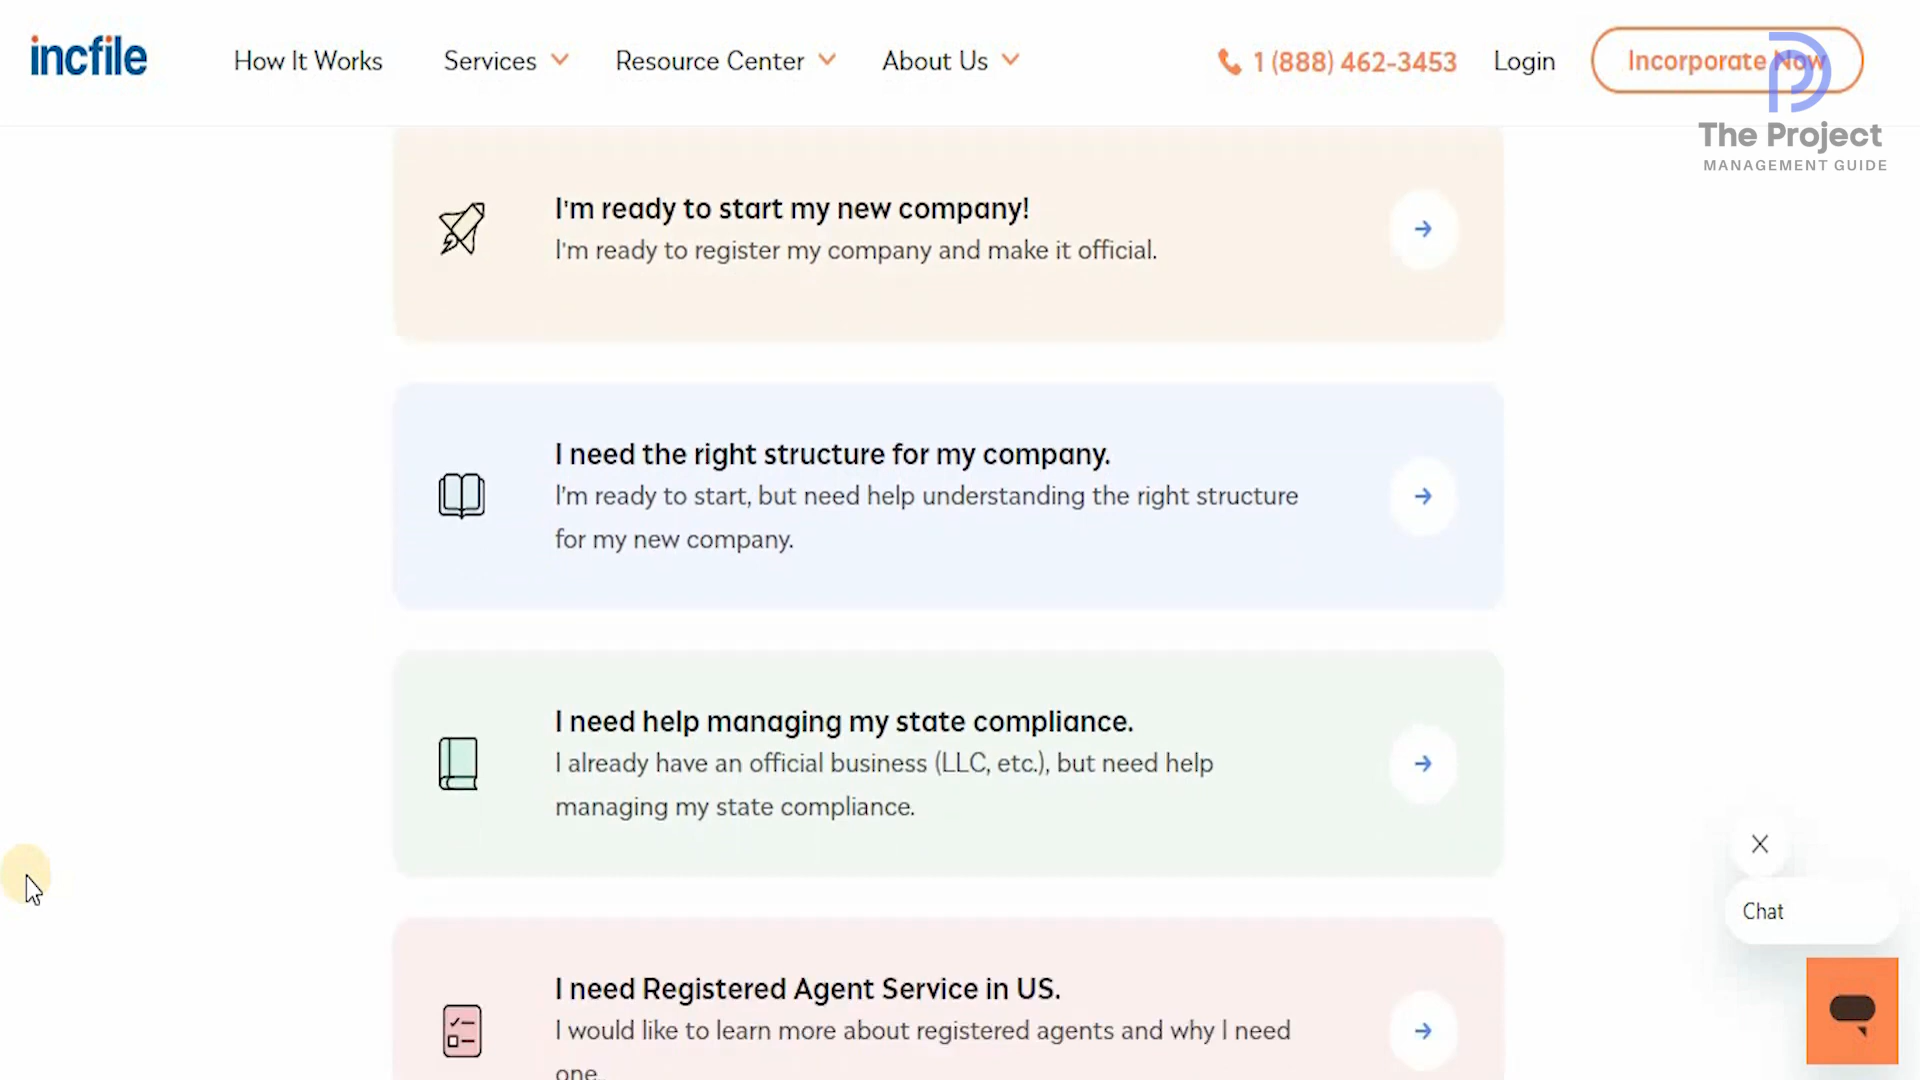 incfile
How It Works
Services
Resource Center
About Us
1 (888) 462-3453
Login
Incorporate Now
The Project
MANAGEMENT GUIDE
I'm ready to start my new company!
I'm ready to register my company and make it official.
I need the right structure for my company.
I'm ready to start, but need help understanding the right structure
for my new company.
I need help managing my state compliance.
I already have an official business (LLC, etc.), but need help
managing my state compliance.
Chat
I need Registered Agent Service in US.
I would like to learn more about registered agents and why I need
one.